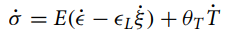 σ̇ = E(ϵ̇ − ϵ_L ξ̇) + θ_T Ṫ